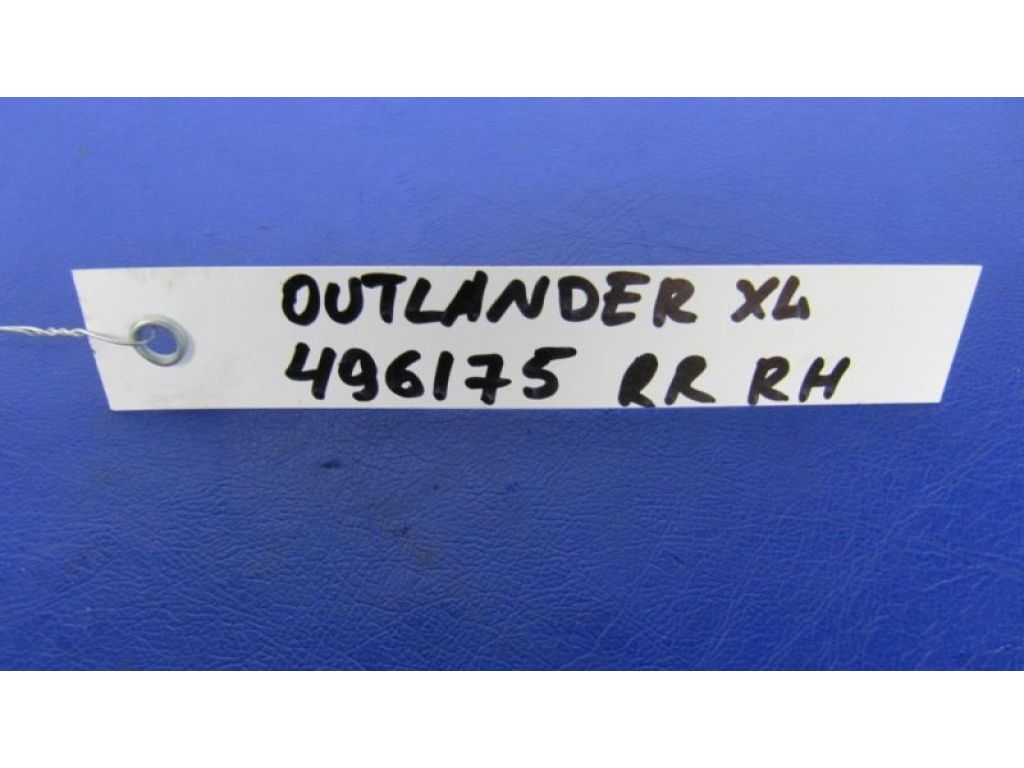 OUTLANDER XL
496175 RR RH